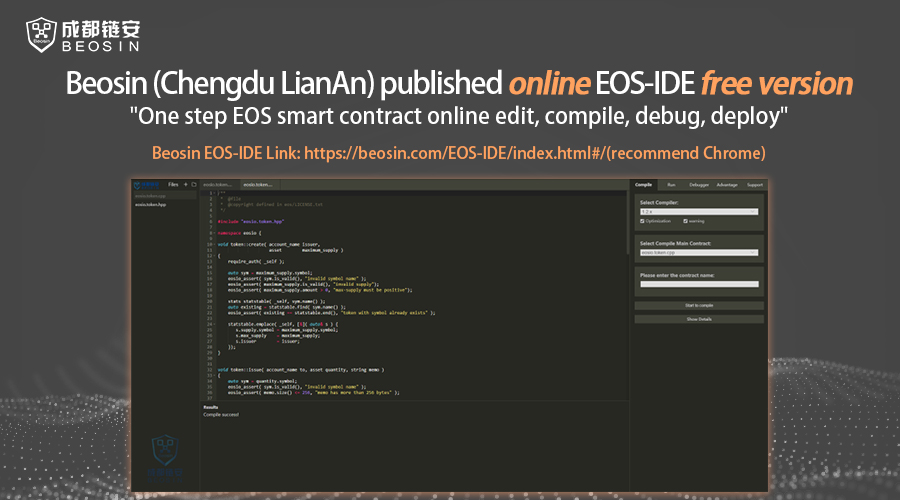 成都链安
BEOSIN
Beosin (Chengdu LianAn) published online EOS-IDE free version
"One step EOS smart contract online edit, compile, debug, deploy"
Beosin EOS-IDE Link: https://beosin.com/EOS-IDE/index.html#/(recommend Chrome)
Files
eosio.token.cpp
eosio.token.hpp
eosio.token....
eosio.token....
/**
* @file
* @copyright defined in eos/LICENSE.txt
*/
#include "eosio.token.hpp"
namespace eosio {
void token::create( account_name issuer,
asset maximum_supply )
{
require_auth( _self );
auto sym = maximum_supply.symbol;
eosio_assert( sym.is_valid(), "invalid symbol name" );
eosio_assert( maximum_supply.is_valid(), "invalid supply");
eosio_assert( maximum_supply.amount > 0, "max-supply must be positive");
stats statstable( _self, sym.name() );
auto existing = statstable.find( sym.name() );
eosio_assert( existing == statstable.end(), "token with symbol already exists" );
statstable.emplace( _self, [&]( auto& s ) {
s.supply.symbol = maximum_supply.symbol;
s.max_supply = maximum_supply;
s.issuer = issuer;
});
}
void token::issue( account_name to, asset quantity, string memo )
{
auto sym = quantity.symbol;
eosio_assert( sym.is_valid(), "invalid symbol name" );
eosio_assert( memo.size() <= 256, "memo has more than 256 bytes" );
Results
Compile success!
Compile Run Debugger Advantage Support
Select Compiler:
Optimization warning
Select Compile Main Contract:
eosio.token.cpp
Please enter the contract name:
Start to compile
Show Details